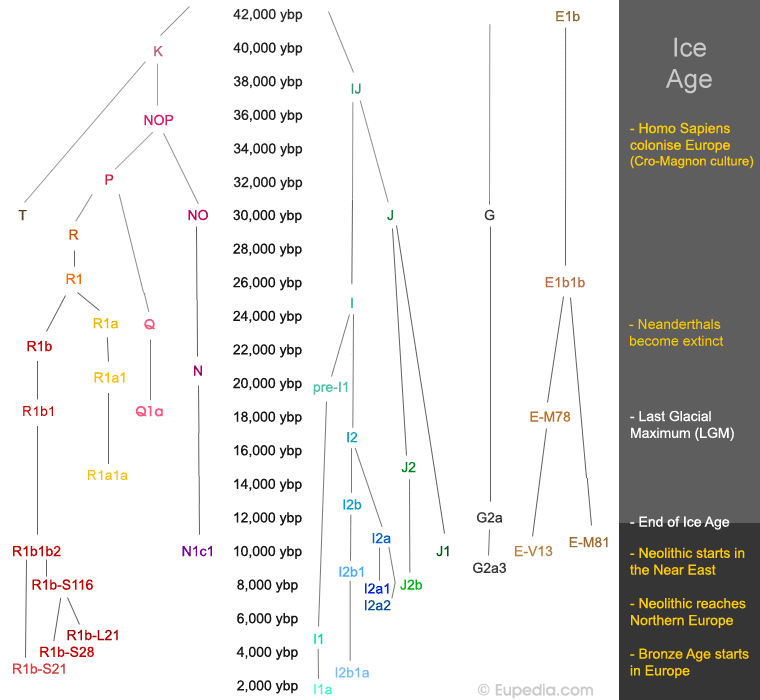 42,000 ybp
E1b
Ice
Age
K
40,000 ybp
38,000 ybp
IJ
36,000 ybp
NOP
- Homo Sapiens
colonise Europe
(Cro-Magnon culture)
34,000 ybp
P
32,000 ybp
T
NO
30,000 ybp
J
G
R
28,000 ybp
R1
26,000 ybp
E1b1b
I
R1a
Q
24,000 ybp
- Neanderthals
become extinct
R1b
22,000 ybp
N
R1a1
20,000 ybp
pre-I1
R1b1
Q1a
18,000 ybp
E-M78
- Last Glacial
Maximum (LGM)
I2
16,000 ybp
R1a1a
J2
14,000 ybp
I2b
12,000 ybp
G2a
- End of Ice Age
I2a
E-M81
R1b1b2
N1c1
10,000 ybp
J1
E-V13
- Neolithic starts in
the Near East
I2b1
G2a3
R1b-S116
8,000 ybp
I2a1
J2b
I2a2
- Neolithic reaches
Northern Europe
6,000 ybp
R1b-L21
I1
R1b-S28
4,000 ybp
- Bronze Age starts
in Europe
R1b-S21
I2b1a
2,000 ybp
I1a
© Eupedia.com